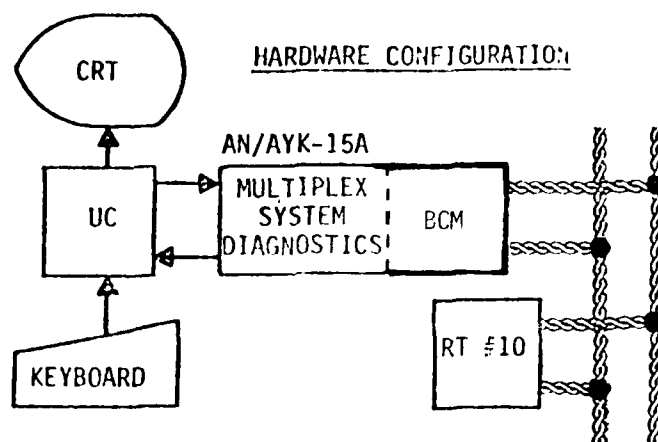 HARDWARE CONFIGURATION
CRT
AN/AYK-15A
UC
MULTIPLEX
SYSTEM
DIAGNOSTICS
BCM
RT #10
KEYBOARD